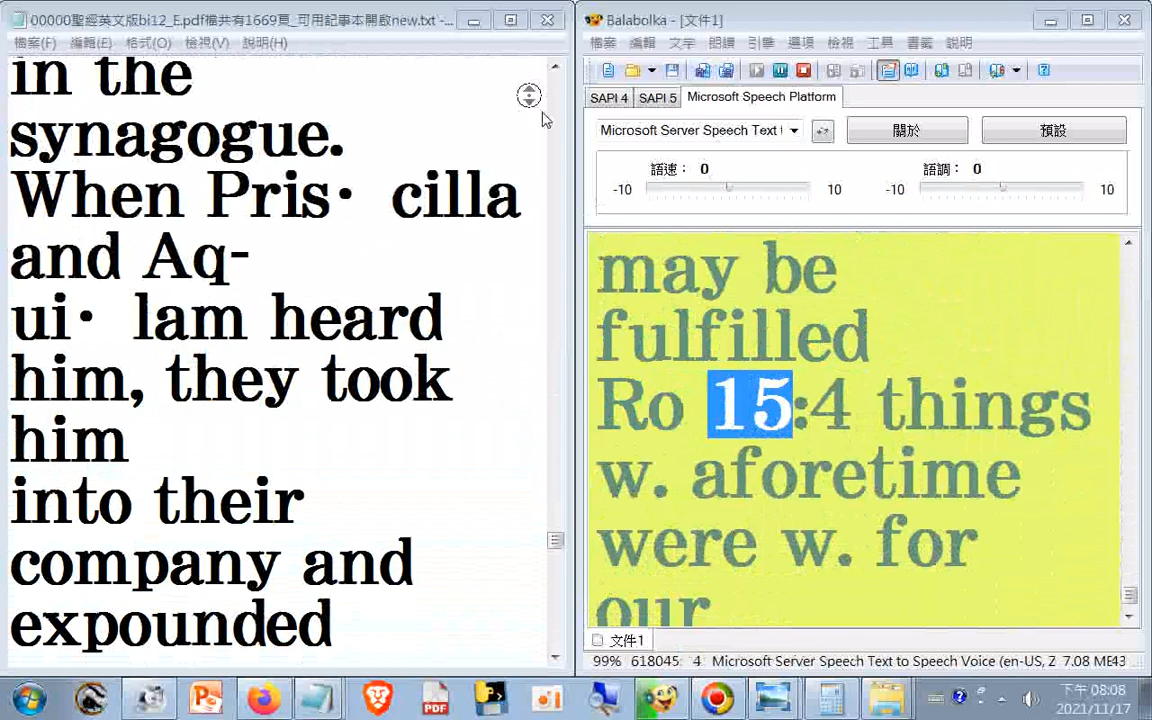 00000聖經英文版bi12_E.pdf檔共有1669頁_可用記事本開啟new.txt -...
檔案(F) 編輯(E) 格式(O) 檢視(V) 說明(H)
in the
synagogue.
When Pris· cilla
and Aq-
ui· lam heard
him, they took
him
into their
company and
expounded
Balabolka - [文件1]
檔案 編輯 文字 朗讀 引擎 選項 檢視 工具 書籤 說明
SAPI 4 SAPI 5 Microsoft Speech Platform
Microsoft Server Speech Text 關於 預設
語速: 0 語調: 0
-10 10 -10 10
may be
fulfilled
Ro 15:4 things
w. aforetime
were w. for
our
文件1
99% 618045: 4 Microsoft Server Speech Text to Speech Voice (en-US, Z 7.08 ME43
PDF
下午 08:08
2021/11/17